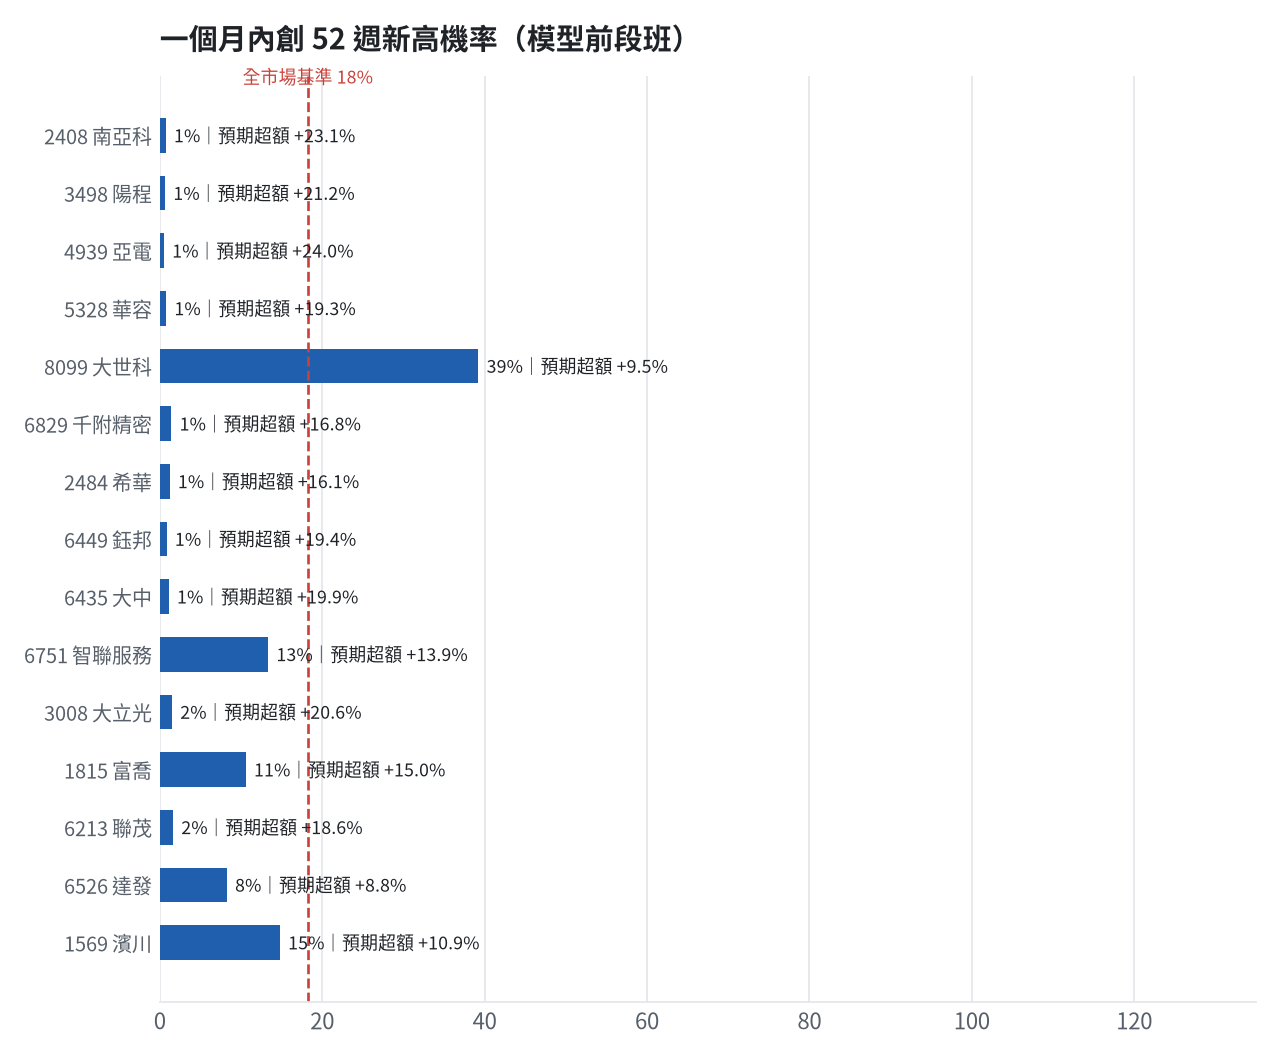 一個月內創 52 週新高機率（模型前段班）
全市場基準 18%
2408 南亞科 1%｜預期超額 +23.1%
3498 陽程 1%｜預期超額 +21.2%
4939 亞電 1%｜預期超額 +24.0%
5328 華容 1%｜預期超額 +19.3%
8099 大世科 39%｜預期超額 +9.5%
6829 千附精密 1%｜預期超額 +16.8%
2484 希華 1%｜預期超額 +16.1%
6449 鈺邦 1%｜預期超額 +19.4%
6435 大中 1%｜預期超額 +19.9%
6751 智聯服務 13%｜預期超額 +13.9%
3008 大立光 2%｜預期超額 +20.6%
1815 富喬 11%｜預期超額 +15.0%
6213 聯茂 2%｜預期超額 +18.6%
6526 達發 8%｜預期超額 +8.8%
1569 濱川 15%｜預期超額 +10.9%
0 20 40 60 80 100 120